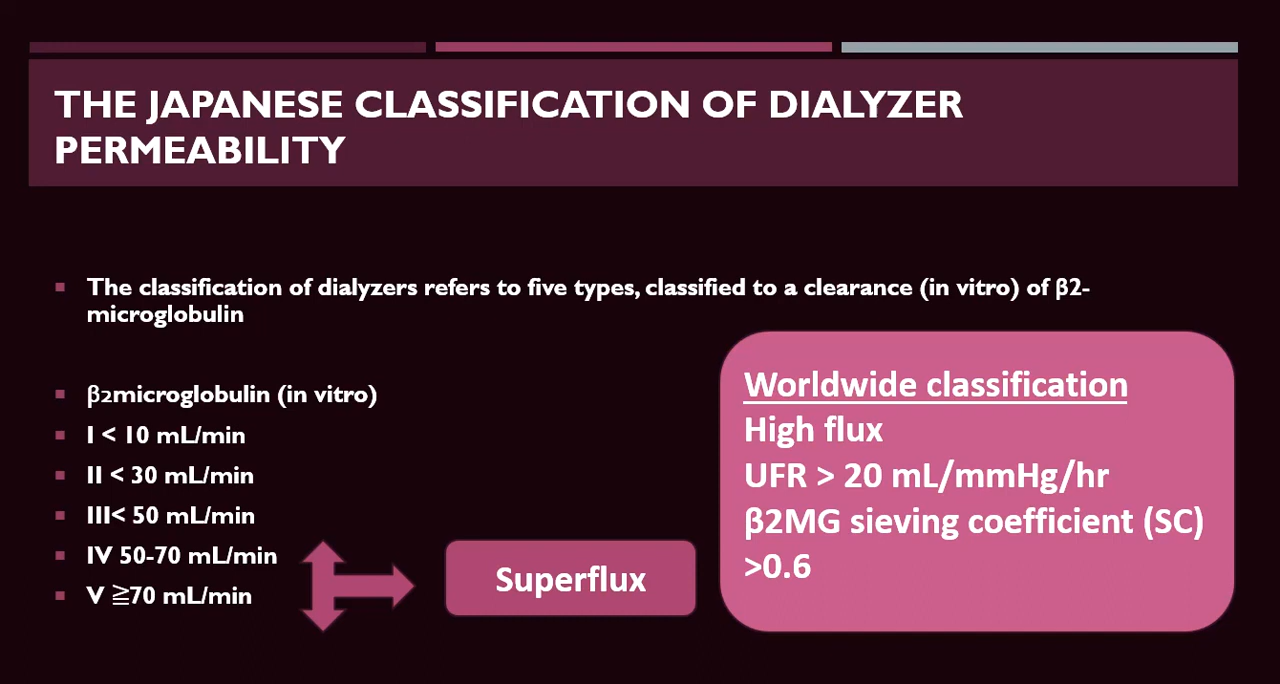 THE JAPANESE CLASSIFICATION OF DIALYZER
PERMEABILITY
The classification of dialyzers refers to five types, classified to a clearance (in vitro) of β2-
microglobulin
β2microglobulin (in vitro)
I < 10 mL/min
II < 30 mL/min
III< 50 mL/min
IV 50-70 mL/min
V ≧70 mL/min
Superflux
Worldwide classification
High flux
UFR > 20 mL/mmHg/hr
β2MG sieving coefficient (SC)
>0.6